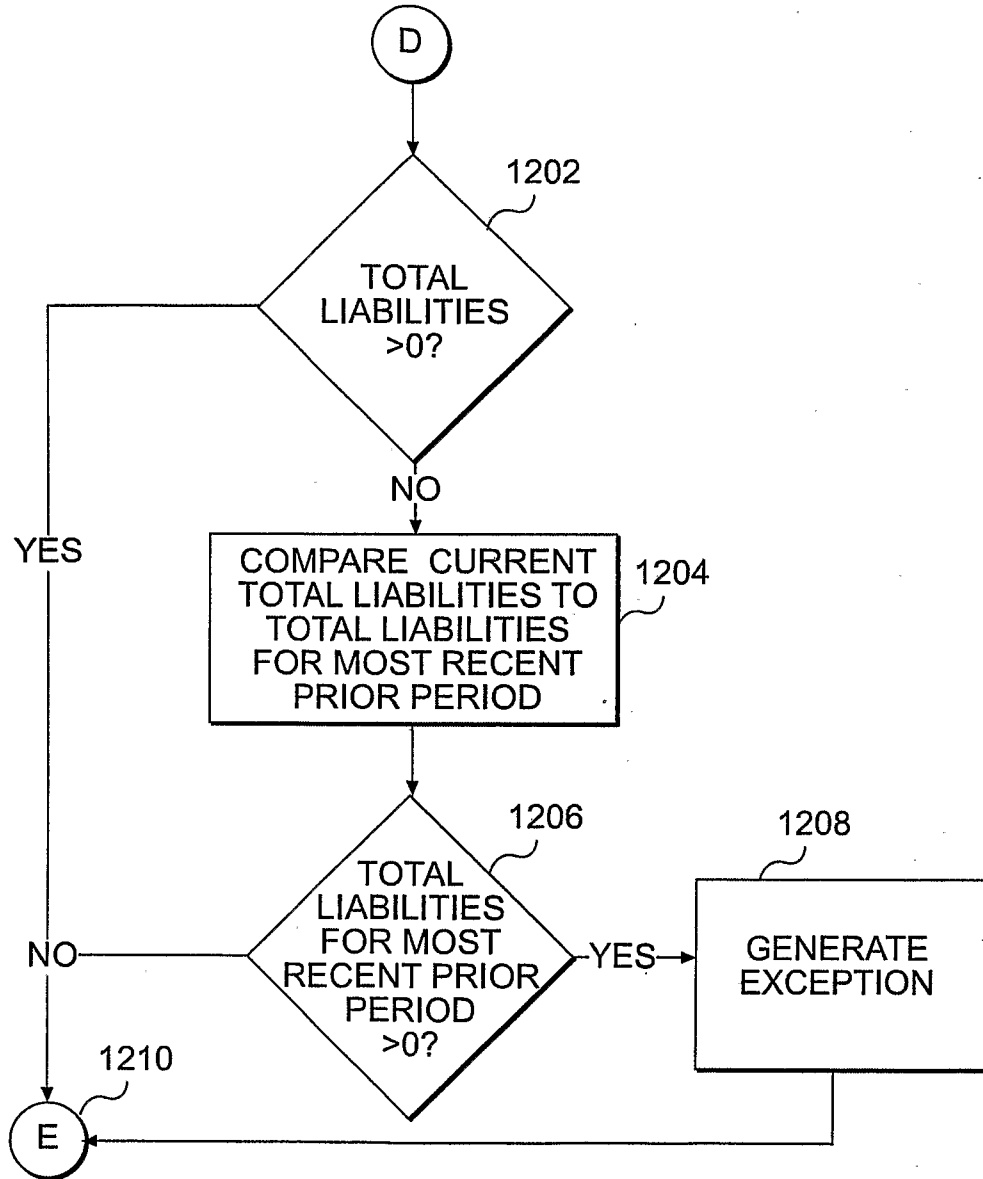 D
1202
TOTAL
LIABILITIES
>0?
NO
YES
COMPARE CURRENT
TOTAL LIABILITIES TO
TOTAL LIABILITIES
FOR MOST RECENT
PRIOR PERIOD
1204
1206
TOTAL
LIABILITIES
FOR MOST
RECENT PRIOR
PERIOD
>0?
NO
YES
1208
GENERATE
EXCEPTION
1210
E